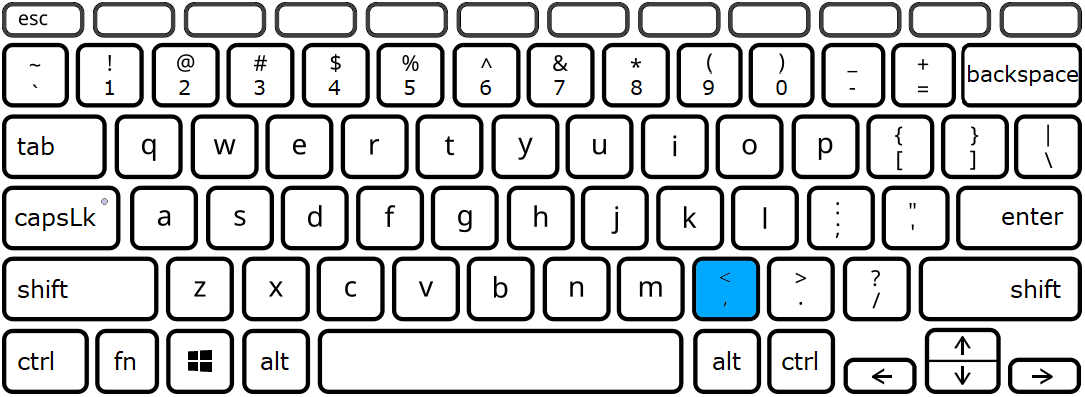 esc
~ ! @ # $ % ^ & * ( ) _ +
` 1 2 3 4 5 6 7 8 9 0 - = backspace
tab q w e r t y u i o p { } |
[ ] \
capsLk a s d f g h j k l : " enter
; '
shift z x c v b n m < > ? shift
, . /
ctrl fn alt alt ctrl ← ↑ ↓ →